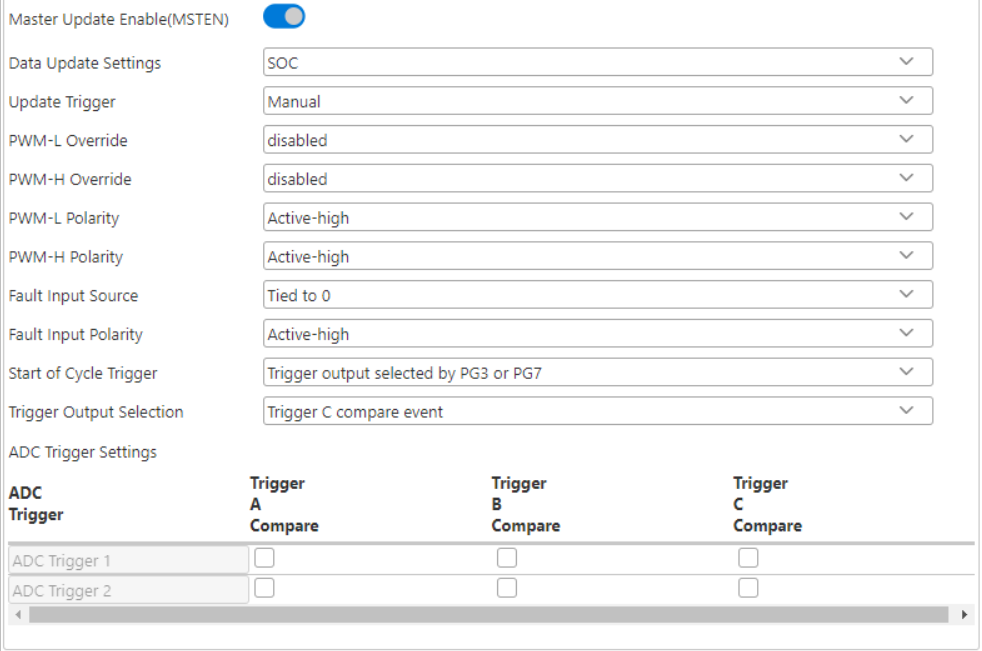 Master Update Enable(MSTEN)
Data Update Settings SOC
Update Trigger Manual
PWM-L Override disabled
PWM-H Override disabled
PWM-L Polarity Active-high
PWM-H Polarity Active-high
Fault Input Source Tied to 0
Fault Input Polarity Active-high
Start of Cycle Trigger Trigger output selected by PG3 or PG7
Trigger Output Selection Trigger C compare event
ADC Trigger Settings
ADC Trigger
Trigger A Compare
Trigger B Compare
Trigger C Compare
ADC Trigger 1
ADC Trigger 2